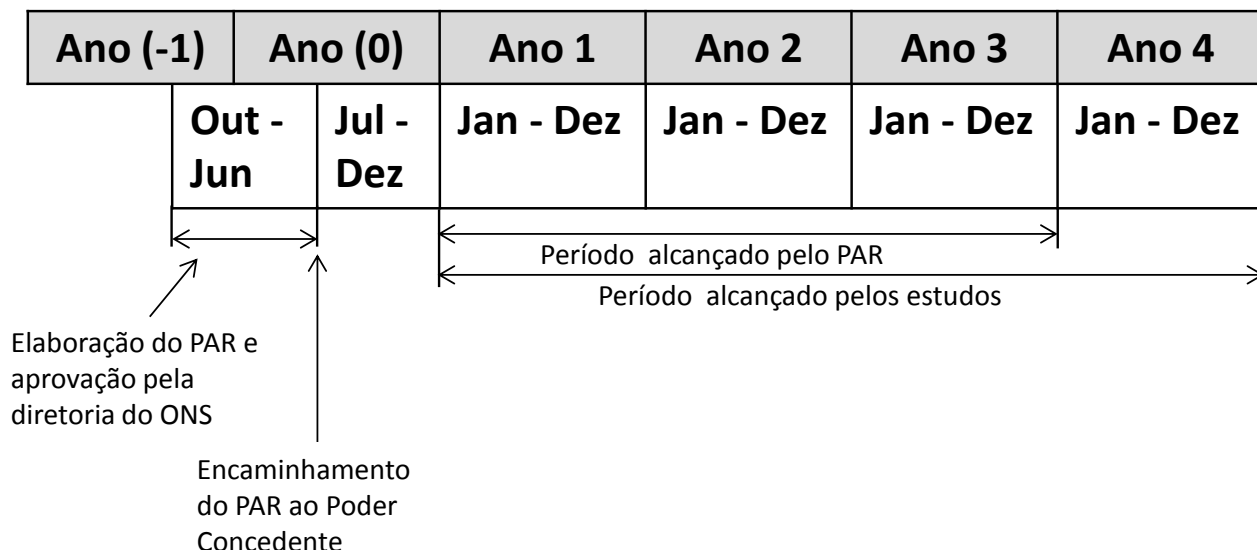 Ano (-1) Ano (0) Ano 1 Ano 2 Ano 3 Ano 4
Out - Jul - Jan - Dez Jan - Dez Jan - Dez Jan - Dez
Jun Dez
Período alcançado pelo PAR
Período alcançado pelos estudos
Elaboração do PAR e
aprovação pela
diretoria do ONS
Encaminhamento
do PAR ao Poder
Concedente